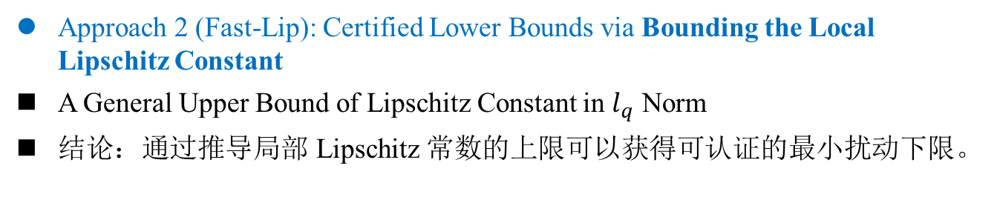 Approach 2 (Fast-Lip): Certified Lower Bounds via Bounding the Local
Lipschitz Constant
A General Upper Bound of Lipschitz Constant in $l_q$ Norm
结论：通过推导局部 Lipschitz 常数的上限可以获得可认证的最小扰动下限。